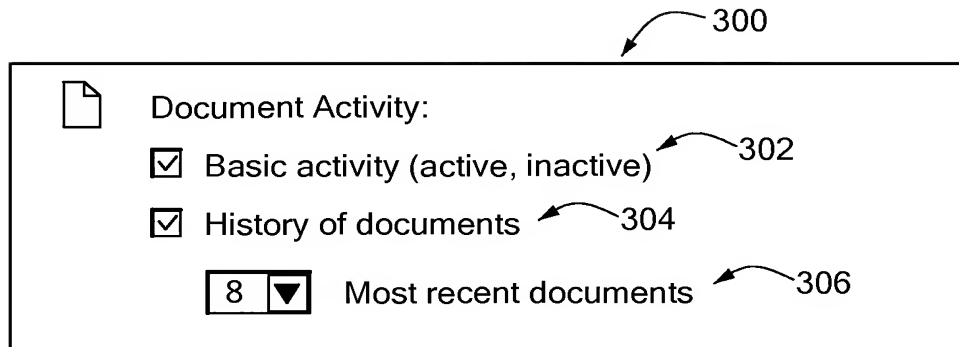 300
Document Activity:
Basic activity (active, inactive) 302
History of documents 304
8 Most recent documents 306